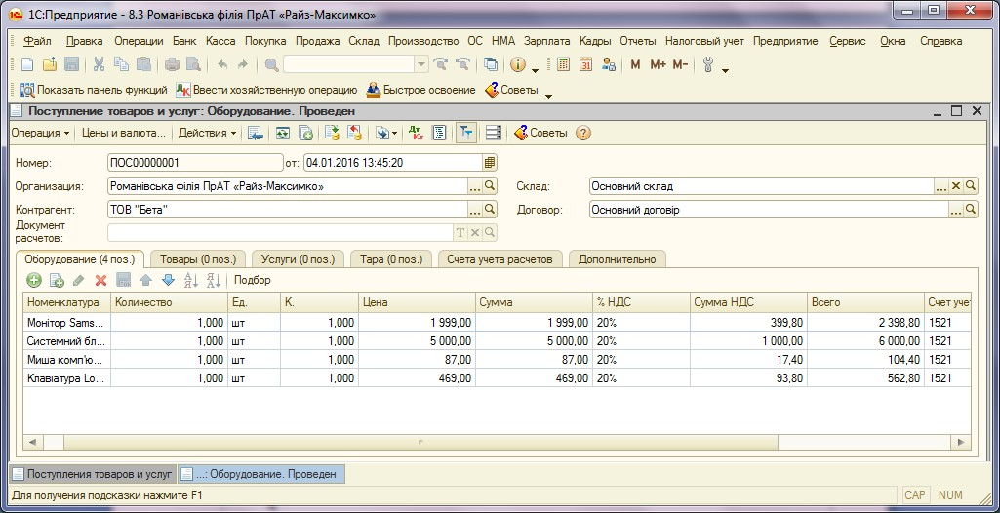 1С:Предприятие - 8.3 Романівська філія ПрАТ «Райз-Максимко»
Файл Правка Операции Банк Касса Покупка Продажа Склад Производство ОС НМА Зарплата Кадры Отчеты Налоговый учет Предприятие Сервис Окна Справка
M M+ M-
Показать панель функций Ввести хозяйственную операцию Быстрое освоение Советы
Поступление товаров и услуг: Оборудование. Проведен
Операция Цены и валюта... Действия Дт Кт Советы
Номер: ПОС00000001 от: 04.01.2016 13:45:20
Организация: Романівська філія ПрАТ «Райз-Максимко» ... Склад: Основний склад ...
Контрагент: ТОВ "Бета" ... Договор: Основний договір ...
Документ расчетов: T
Оборудование (4 поз.) Товары (0 поз.) Услуги (0 поз.) Тара (0 поз.) Счета учета расчетов Дополнительно
Подбор
Номенклатура Количество Ед. К. Цена Сумма % НДС Сумма НДС Всего Счет уче
Монітор Sams... 1,000 шт 1,000 1 999,00 1 999,00 20% 399,80 2 398,80 1521
Системний бл... 1,000 шт 1,000 5 000,00 5 000,00 20% 1 000,00 6 000,00 1521
Миша комп'ю... 1,000 шт 1,000 87,00 87,00 20% 17,40 104,40 1521
Клавіатура Lo... 1,000 шт 1,000 469,00 469,00 20% 93,80 562,80 1521
Поступления товаров и услуг ...: Оборудование. Проведен
Для получения подсказки нажмите F1 CAP NUM